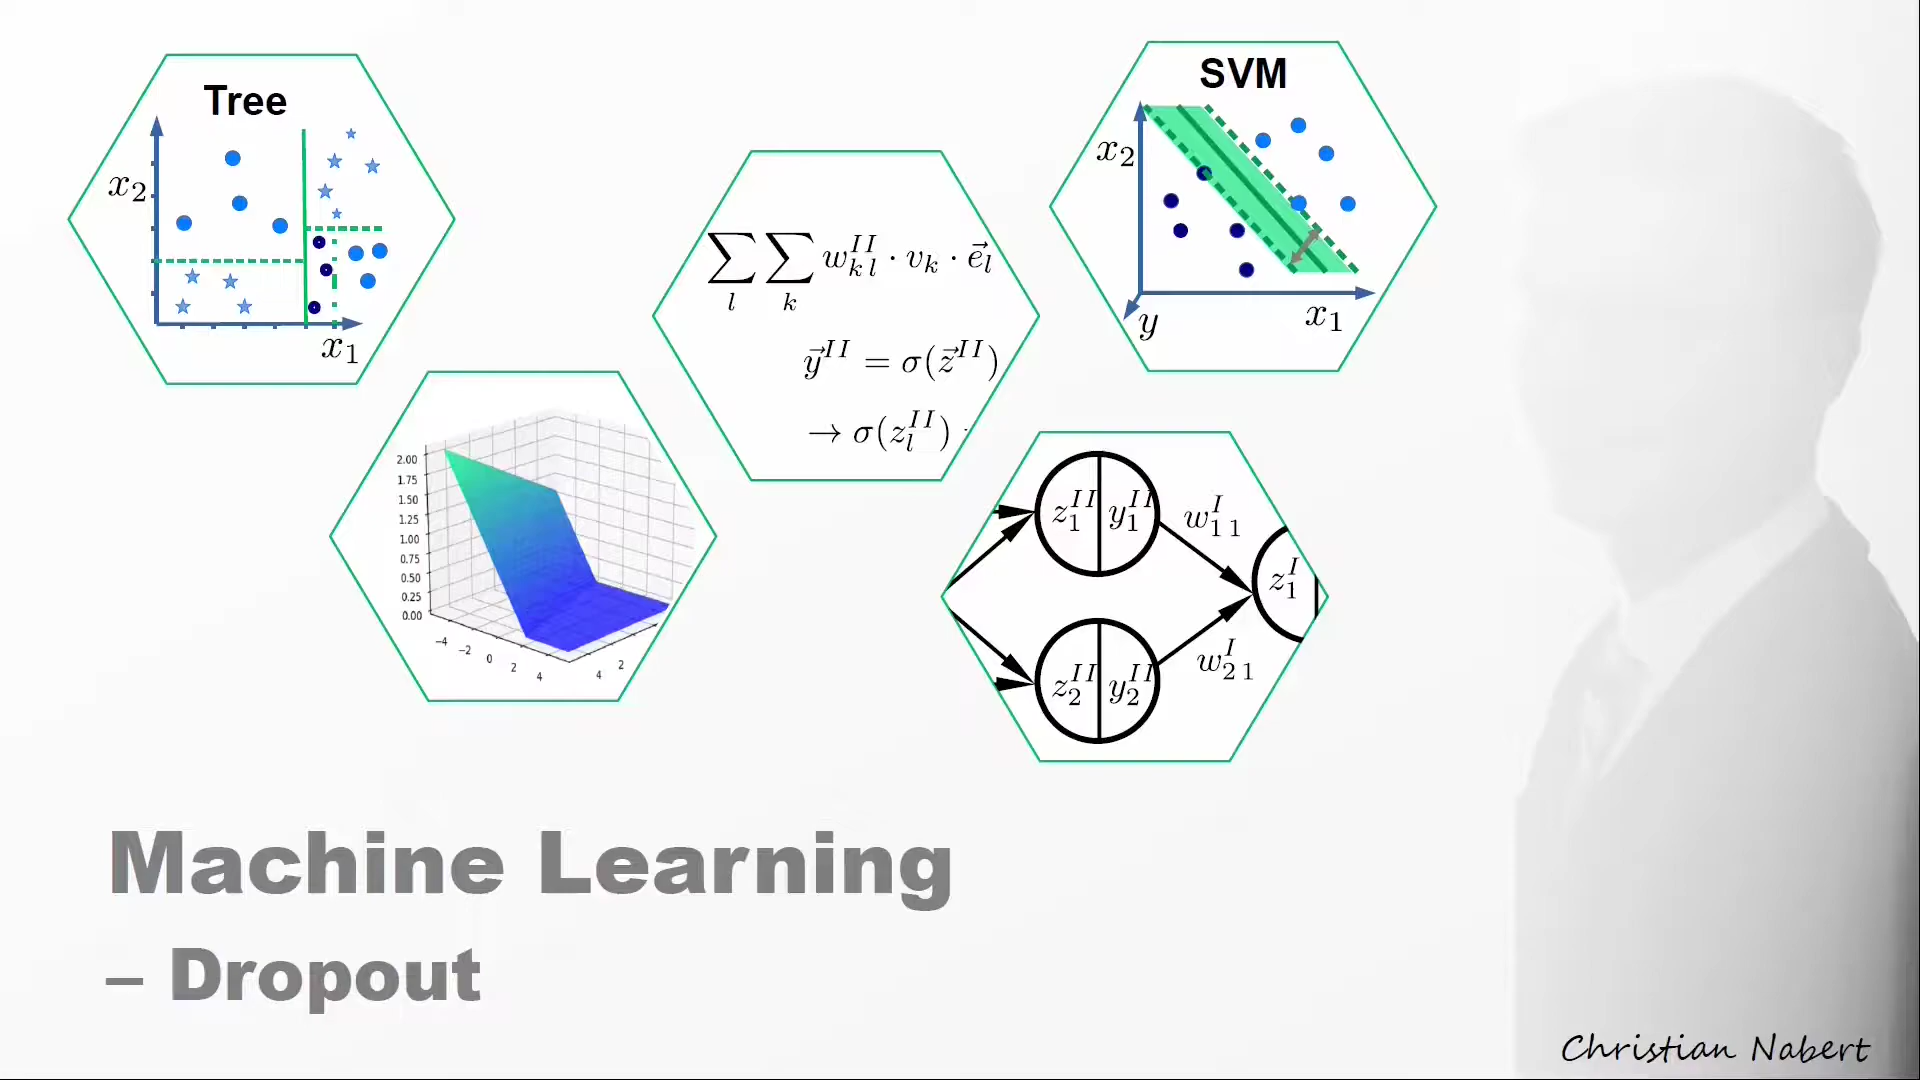 Tree
x₂
x₁
SVM
x₂
y
x₁
∑ₗ ∑ₖ w^{II}_{k l} · vₖ · e⃗ₗ
y⃗^{II} = σ(z⃗^{II})
→ σ(z^{II}_l) ·
2.00
1.75
1.50
1.25
1.00
0.75
0.50
0.25
0.00
−4
−2
0
2
4
4
2
z^{II}_1 y^{II}_1
w^I_{1 1}
z^I_1
w^I_{2 1}
z^{II}_2 y^{II}_2
Machine Learning
– Dropout
Christian Nabert